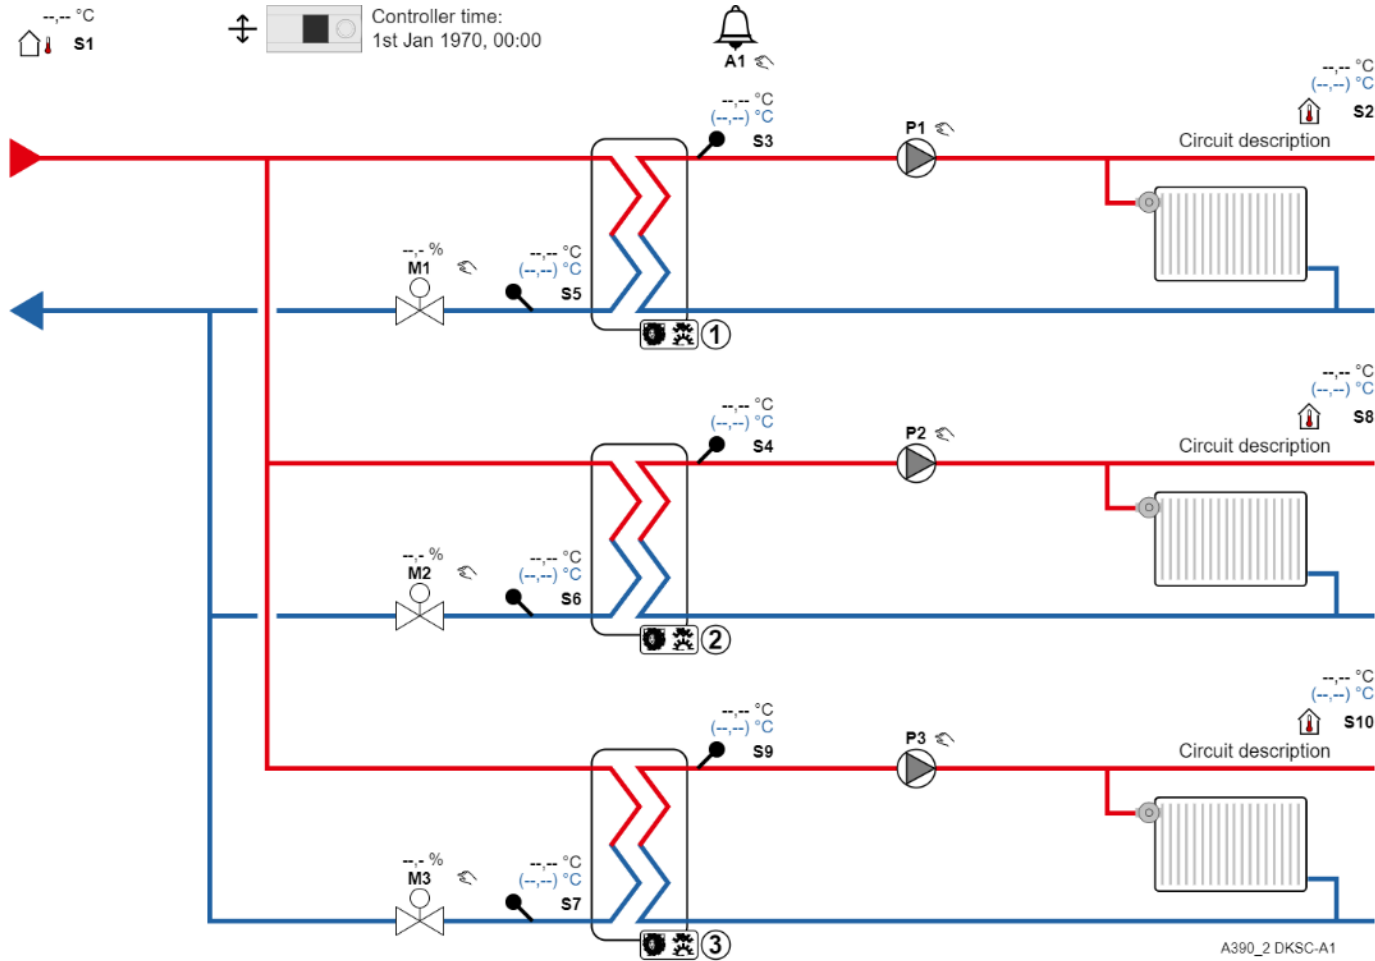 --,-- °C
S1
Controller time:
1st Jan 1970, 00:00
A1
--,-- °C
(--,--) °C
S2
Circuit description
--,-- °C
(--,--) °C
S3
P1
--,- %
M1
--,-- °C
(--,--) °C
S5
1
--,-- °C
(--,--) °C
S8
Circuit description
--,-- °C
(--,--) °C
S4
P2
--,- %
M2
--,-- °C
(--,--) °C
S6
2
--,-- °C
(--,--) °C
S10
Circuit description
--,-- °C
(--,--) °C
S9
P3
--,- %
M3
--,-- °C
(--,--) °C
S7
3
A390_2 DKSC-A1